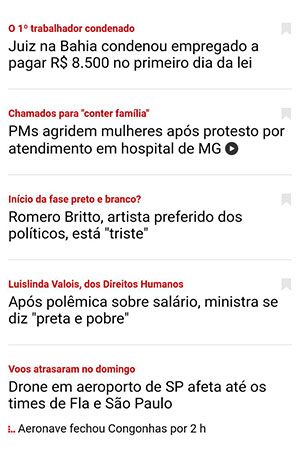 O 1º trabalhador condenado
Juiz na Bahia condenou empregado a
pagar R$ 8.500 no primeiro dia da lei
Chamados para "conter família"
PMs agridem mulheres após protesto por
atendimento em hospital de MG
Início da fase preto e branco?
Romero Britto, artista preferido dos
políticos, está "triste"
Luislinda Valois, dos Direitos Humanos
Após polêmica sobre salário, ministra se
diz "preta e pobre"
Voos atrasaram no domingo
Drone em aeroporto de SP afeta até os
times de Fla e São Paulo
Aeronave fechou Congonhas por 2 h